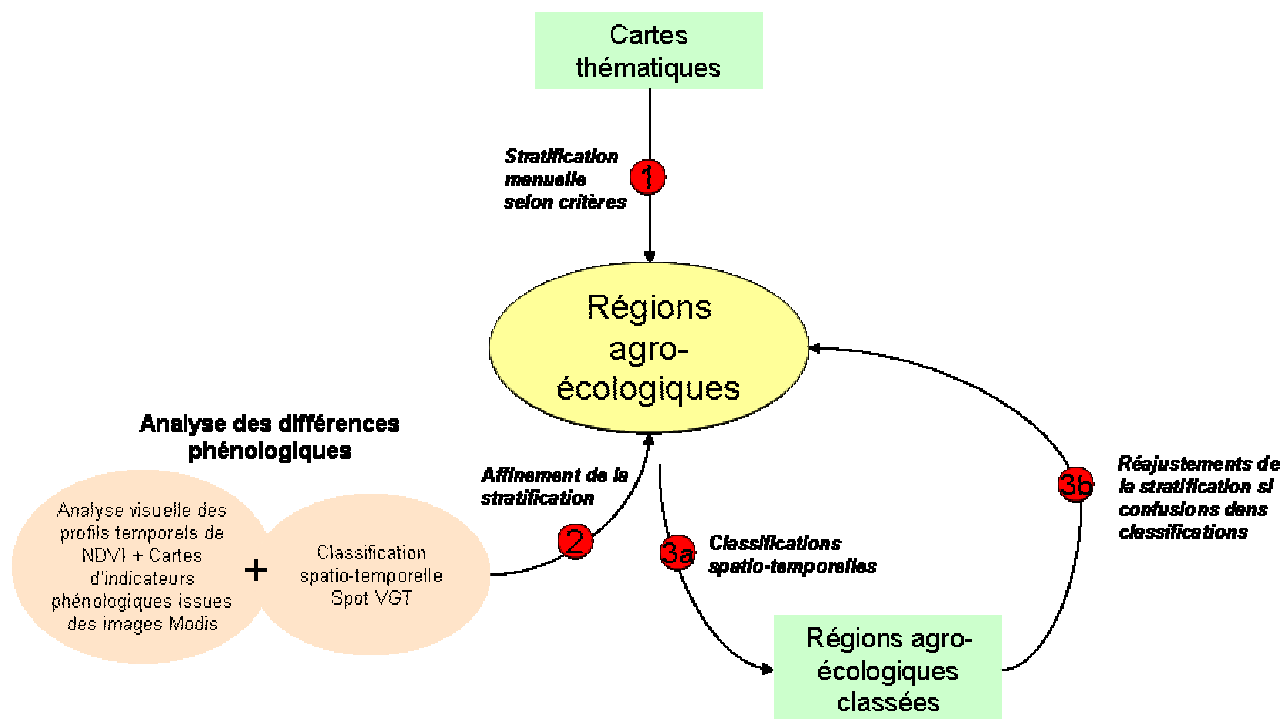 Cartes
thématiques
Stratification
manuelle
selon critères
1
Régions
agro-
écologiques
Analyse des différences
phénologiques
Analyse visuelle des
profils temporels de
NDVI + Cartes
d'indicateurs
phénologiques issues
des images Modis
+
Classification
spatio-temporelle
Spot VGT
Affinement de la
stratification
2
3a
Classifications
spatio-temporelles
3b
Réajustements de
la stratification si
confusions dans
classifications
Régions agro-
écologiques
classées